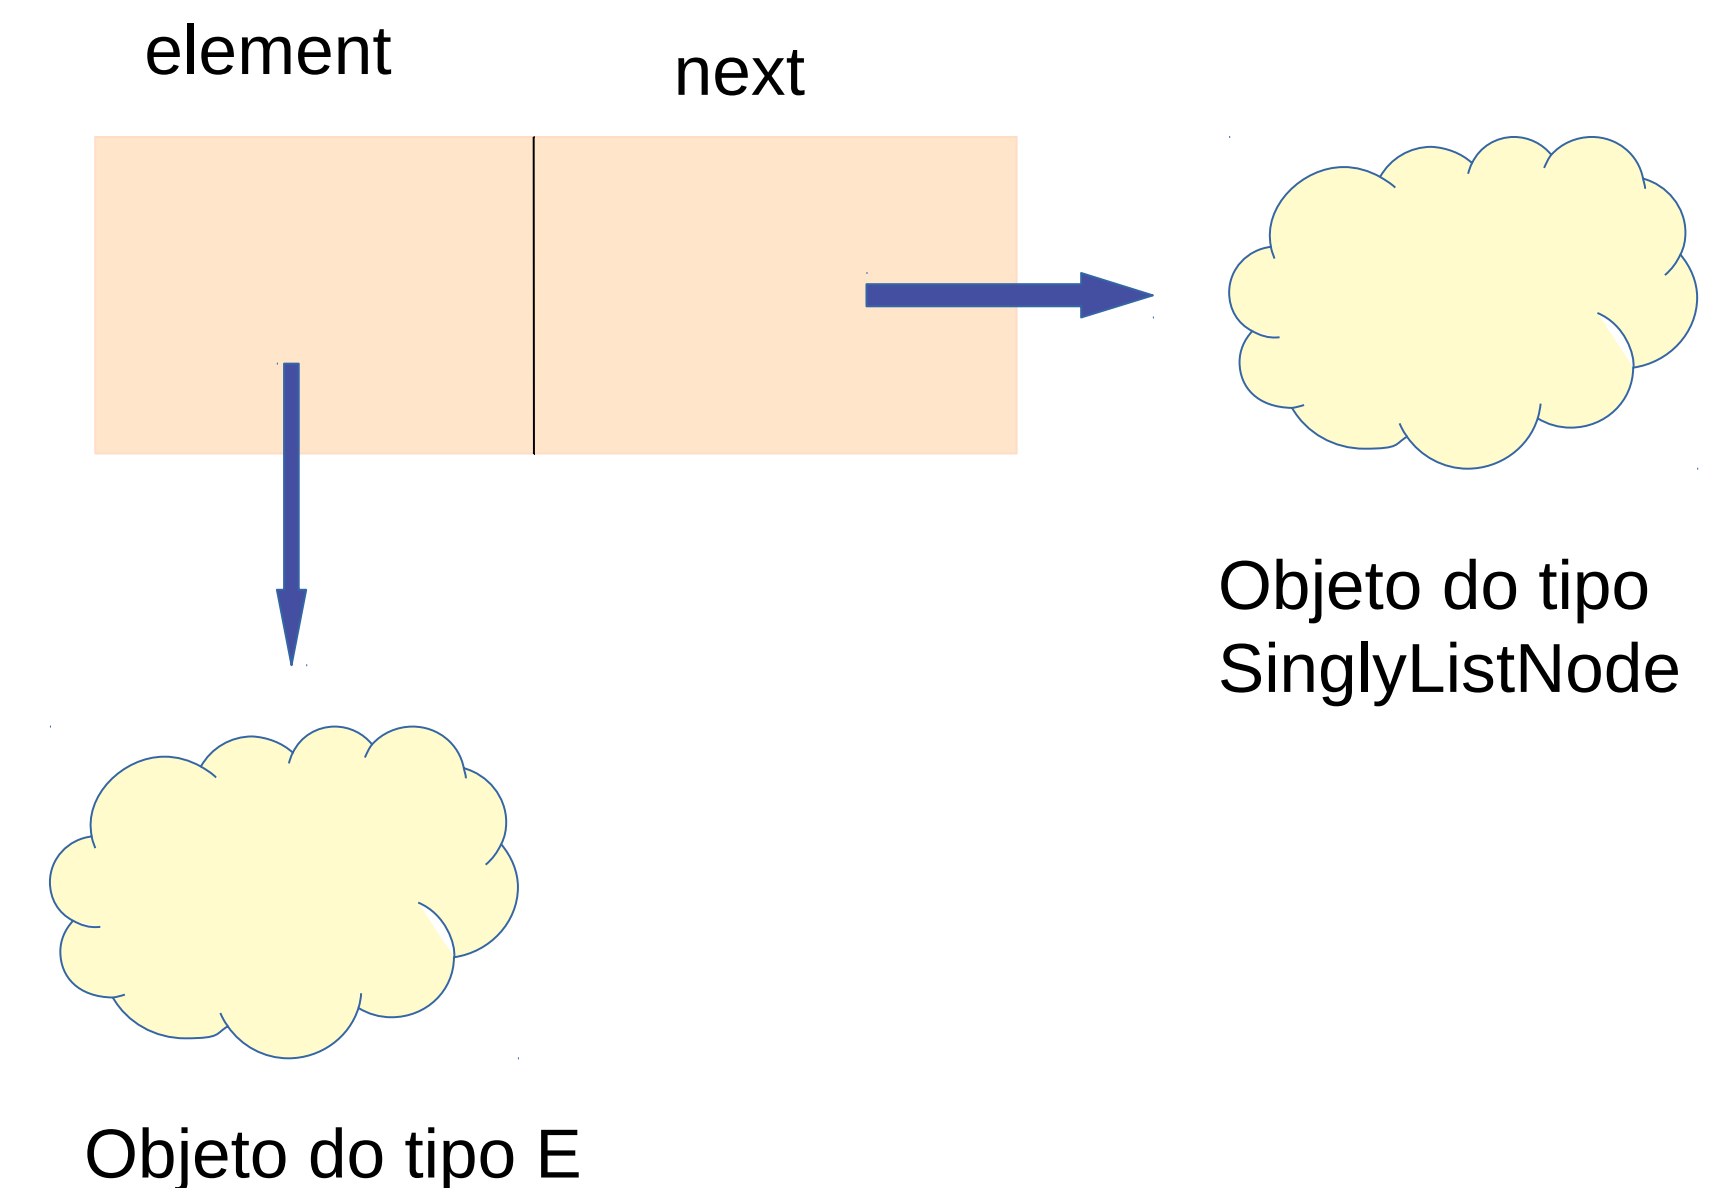 element
next
Objeto do tipo
SinglyListNode
Objeto do tipo E